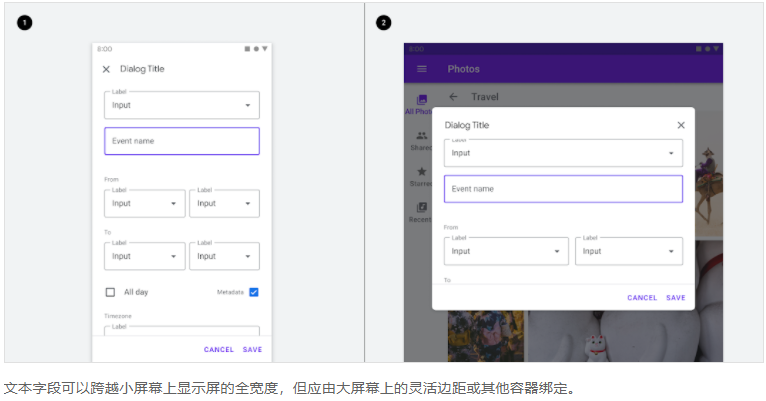 1
8:00
Dialog Title
Label
Input
Event name
From
Label
Label
Input
Input
To
Label
Label
Input
Input
All day
Metadata
Timezone
Label
CANCEL
SAVE
2
8:00
Photos
Travel
All Phot
Dialog Title
Label
Input
Shared
Event name
Starred
Recent
From
Label
Label
Input
Input
To
CANCEL
SAVE
文本字段可以跨越小屏幕上显示屏的全宽度，但应由大屏幕上的灵活边距或其他容器绑定。